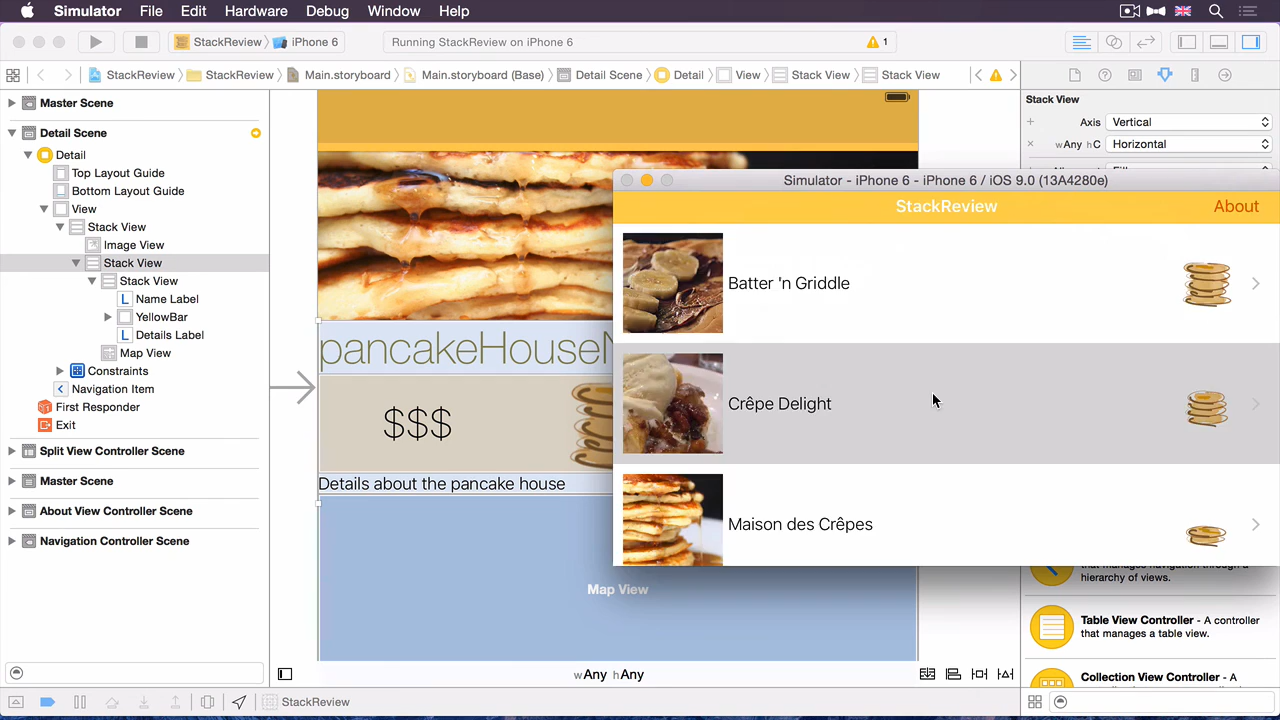 Simulator File Edit Hardware Debug Window Help
StackReview iPhone 6
Running StackReview on iPhone 6
1
StackReview StackReview Main.storyboard Main.storyboard (Base) Detail Scene Detail View Stack View Stack View
Master Scene
Detail Scene
Detail
Top Layout Guide
Bottom Layout Guide
View
Stack View
Image View
Stack View
Stack View
L Name Label
YellowBar
L Details Label
Map View
Constraints
Navigation Item
First Responder
Exit
Split View Controller Scene
Master Scene
About View Controller Scene
Navigation Controller Scene
pancakeHouseN
$$$
Details about the pancake house
Map View
wAny hAny
Stack View
Axis Vertical
wAny hC Horizontal
Simulator - iPhone 6 - iPhone 6 / iOS 9.0 (13A4280e)
StackReview About
Batter 'n Griddle
Crêpe Delight
Maison des Crêpes
that manages navigation through a
hierarchy of views.
Table View Controller - A controller
that manages a table view.
Collection View Controller - A
StackReview